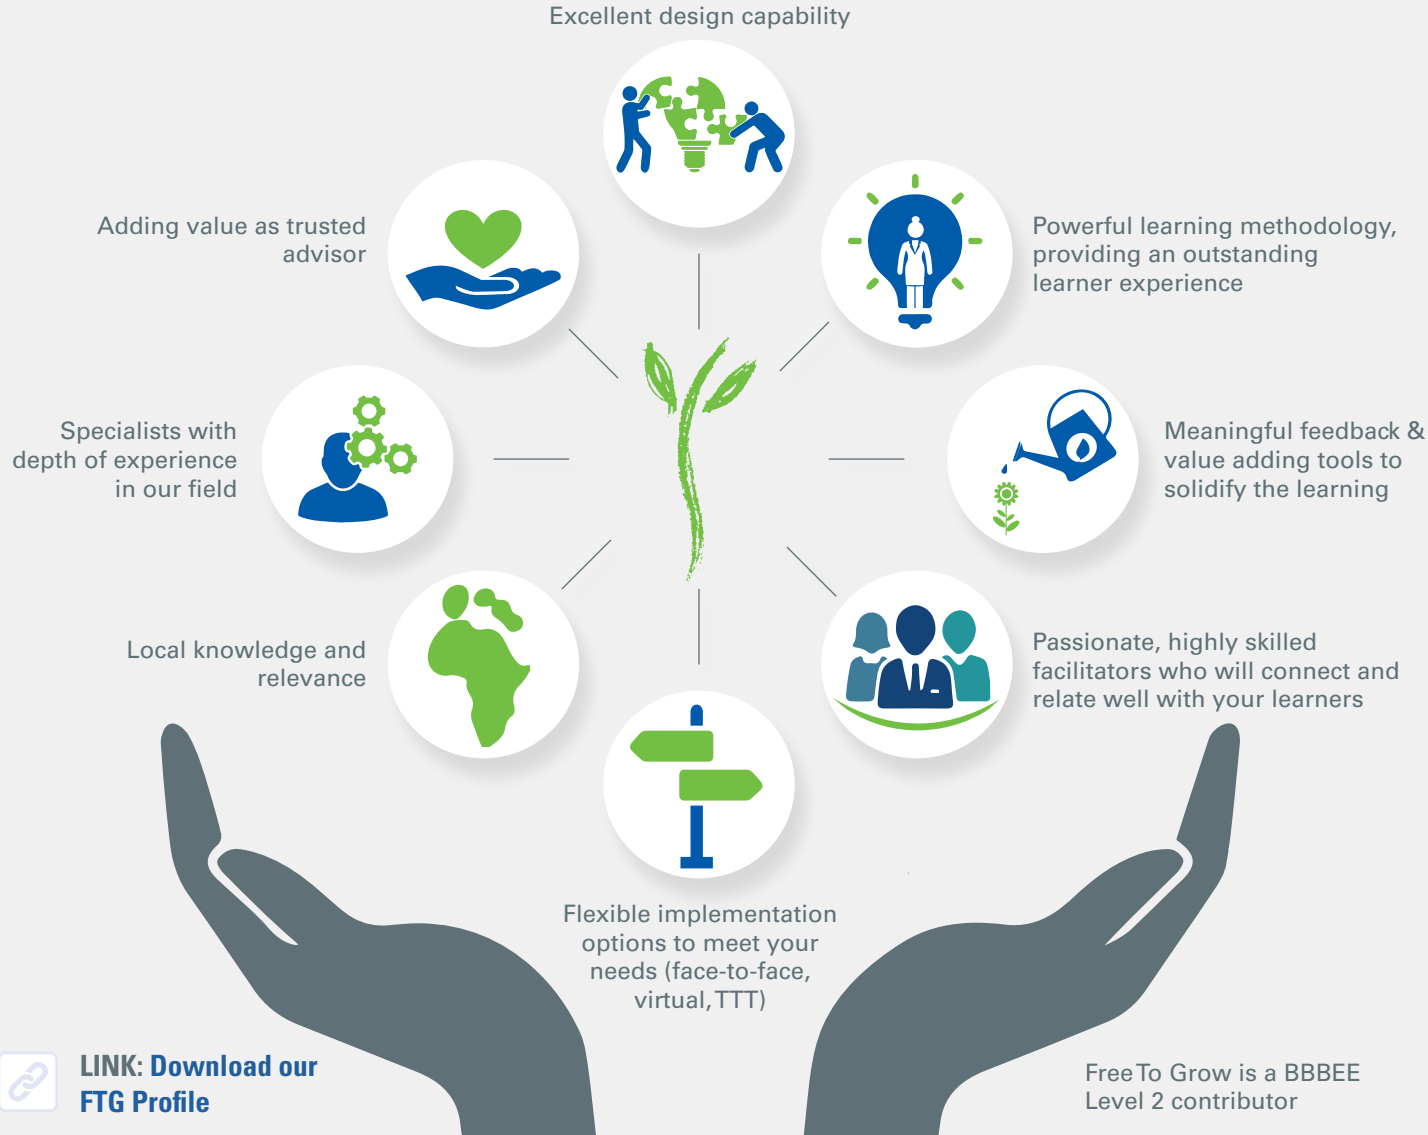 Excellent design capability
Adding value as trusted
advisor
Powerful learning methodology,
providing an outstanding
learner experience
Specialists with
depth of experience
in our field
Meaningful feedback &
value adding tools to
solidify the learning
Local knowledge and
relevance
Passionate, highly skilled
facilitators who will connect and
relate well with your learners
Flexible implementation
options to meet your
needs (face-to-face,
virtual, TTT)
LINK: Download our
FTG Profile
Free To Grow is a BBBEE
Level 2 contributor